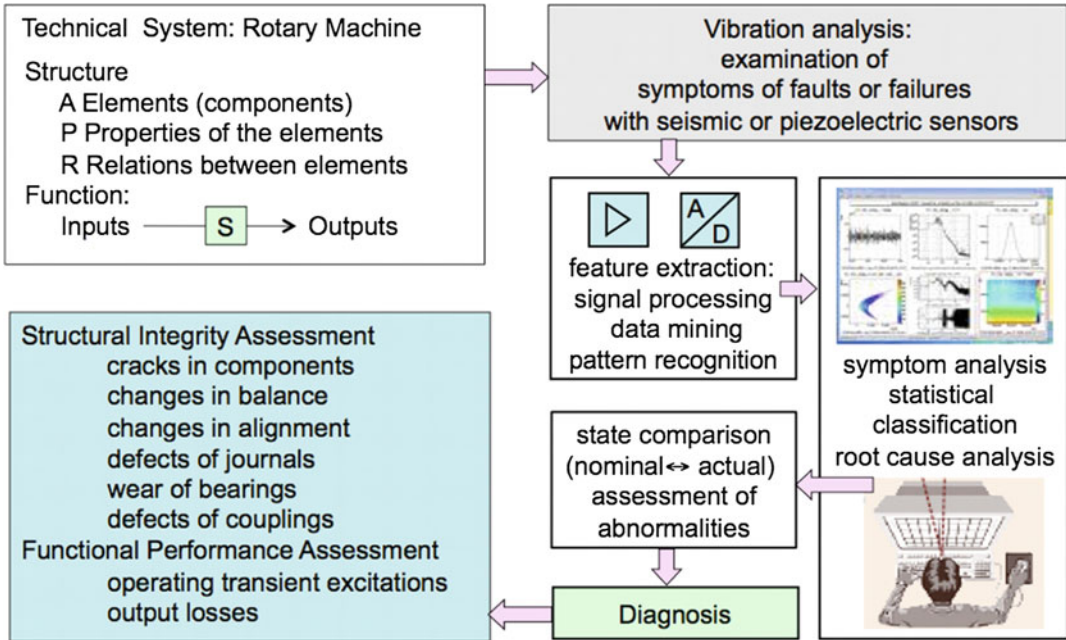 Technical System: Rotary Machine
Structure
A Elements (components)
P Properties of the elements
R Relations between elements
Function:
Inputs S Outputs
Vibration analysis:
examination of
symptoms of faults or failures
with seismic or piezoelectric sensors
A
D
feature extraction:
signal processing
data mining
pattern recognition
symptom analysis
statistical
classification
root cause analysis
state comparison
(nominal↔ actual)
assessment of
abnormalities
Diagnosis
Structural Integrity Assessment
cracks in components
changes in balance
changes in alignment
defects of journals
wear of bearings
defects of couplings
Functional Performance Assessment
operating transient excitations
output losses